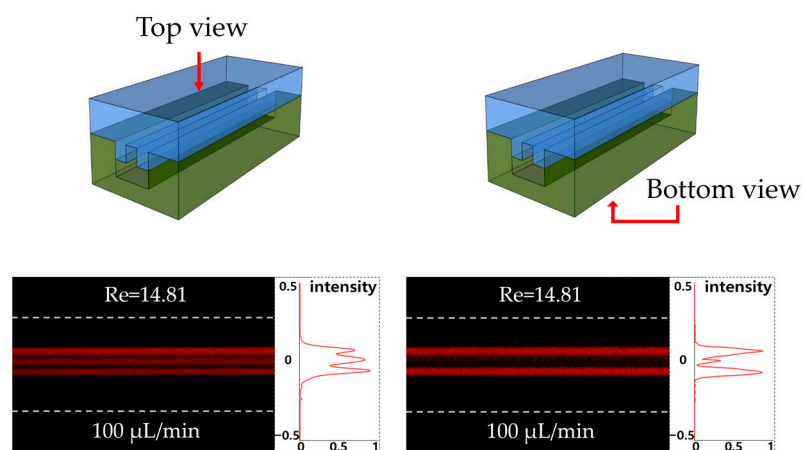 Top view
Bottom view
Re=14.81
100 μL/min
0.5
intensity
0
−0.5
0
0.5
1
Re=14.81
100 μL/min
0.5
intensity
0
−0.5
0
0.5
1